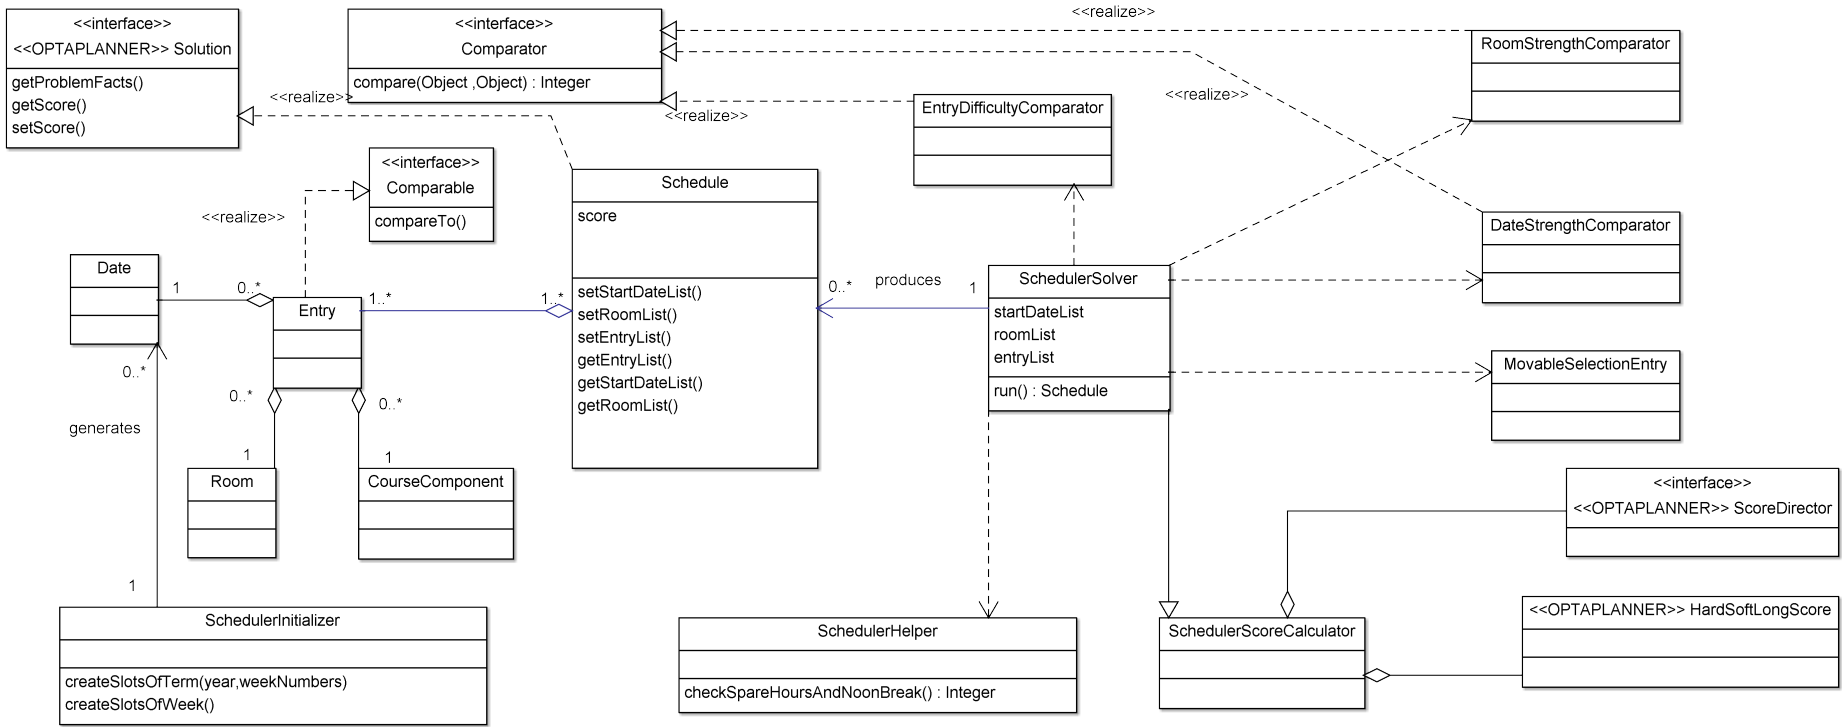 <<interface>>
<<OPTAPLANNER>> Solution
getProblemFacts()
getScore()
setScore()
<<interface>>
Comparator
compare(Object ,Object) : Integer
<<realize>>
<<realize>>
<<realize>>
<<realize>>
RoomStrengthComparator
EntryDifficultyComparator
<<interface>>
Comparable
compareTo()
<<realize>>
Schedule
score
setStartDateList()
setRoomList()
setEntryList()
getEntryList()
getStartDateList()
getRoomList()
DateStrengthComparator
Date
1
0..*
Entry
1..*
1..*
0..*
produces
1
SchedulerSolver
startDateList
roomList
entryList
run() : Schedule
MovableSelectionEntry
0..*
generates
1
0..*
0..*
1
1
Room
CourseComponent
<<interface>>
<<OPTAPLANNER>> ScoreDirector
<<OPTAPLANNER>> HardSoftLongScore
SchedulerInitializer
createSlotsOfTerm(year,weekNumbers)
createSlotsOfWeek()
SchedulerHelper
checkSpareHoursAndNoonBreak() : Integer
SchedulerScoreCalculator